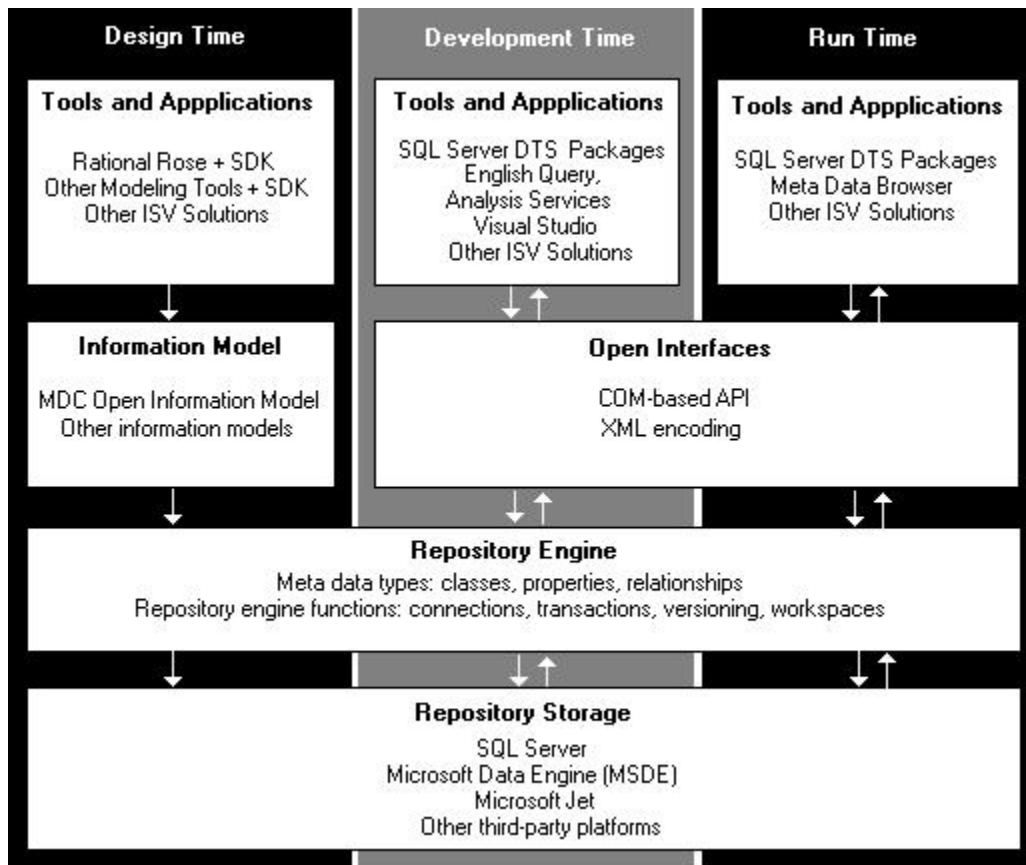 Design Time
Development Time
Run Time
Tools and Appplications
Rational Rose + SDK
Other Modeling Tools + SDK
Other ISV Solutions
Tools and Appplications
SQL Server DTS Packages
English Query,
Analysis Services
Visual Studio
Other ISV Solutions
Tools and Appplications
SQL Server DTS Packages
Meta Data Browser
Other ISV Solutions
Information Model
MDC Open Information Model
Other information models
Open Interfaces
COM-based API
XML encoding
Repository Engine
Meta data types: classes, properties, relationships
Repository engine functions: connections, transactions, versioning, workspaces
Repository Storage
SQL Server
Microsoft Data Engine (MSDE)
Microsoft Jet
Other third-party platforms